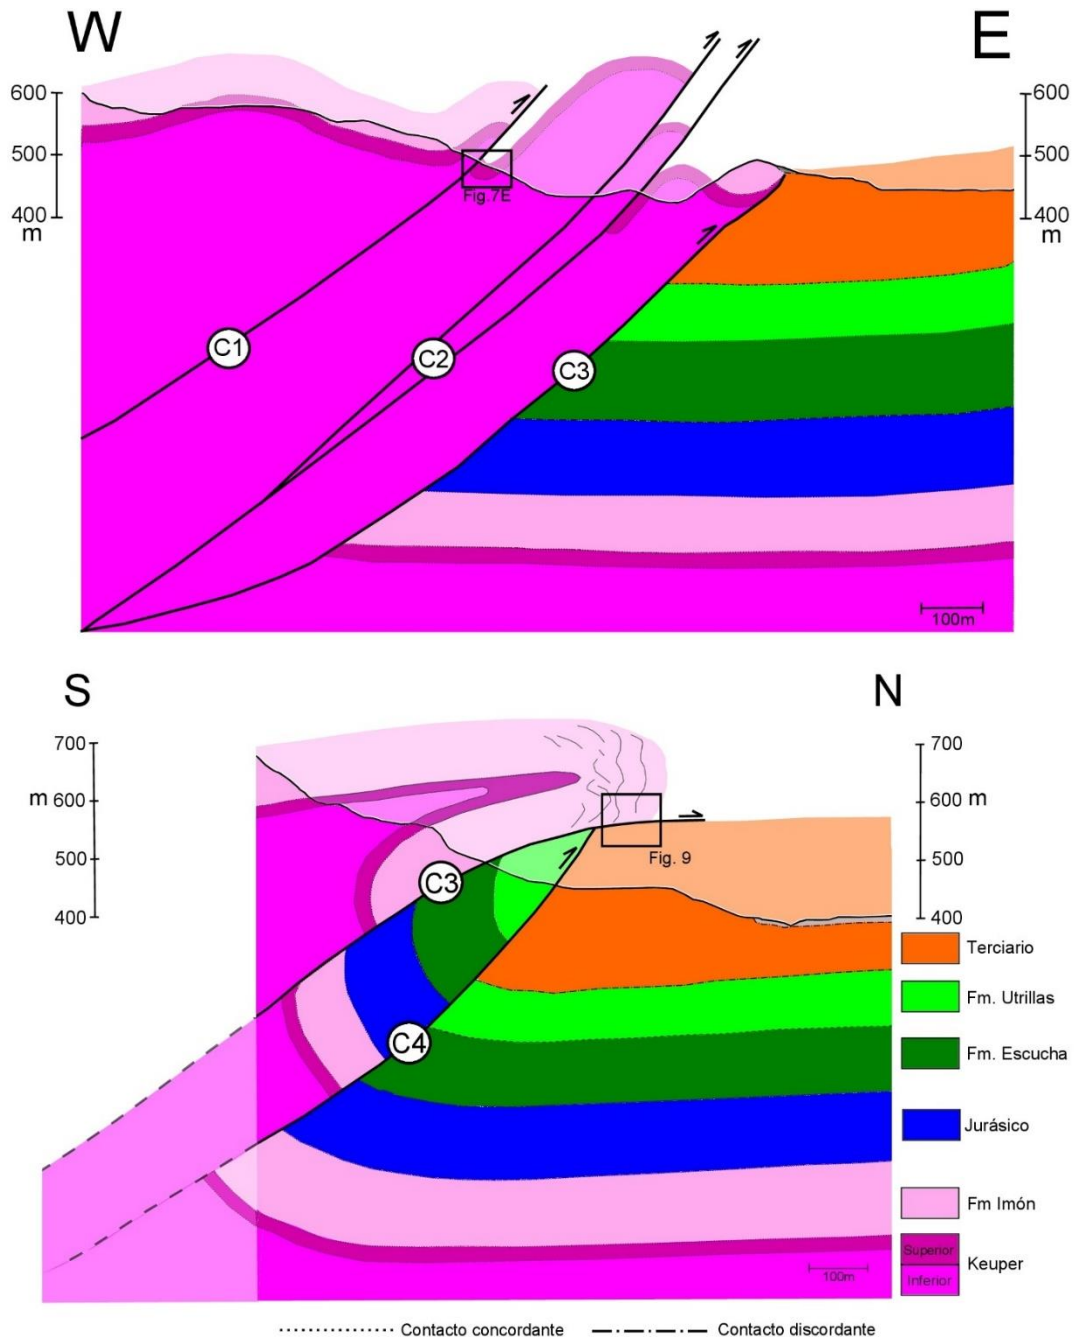 W
E
600
500
400
m
600
500
400
m
Fig.7E
C1
C2
C3
100m
S
N
700
m 600
500
400
700
600 m
500
400
Fig. 9
C3
C4
Terciario
Fm. Utrillas
Fm. Escucha
Jurásico
Fm Imón
Superior
Keuper
Inferior
100m
Contacto concordante
Contacto discordante